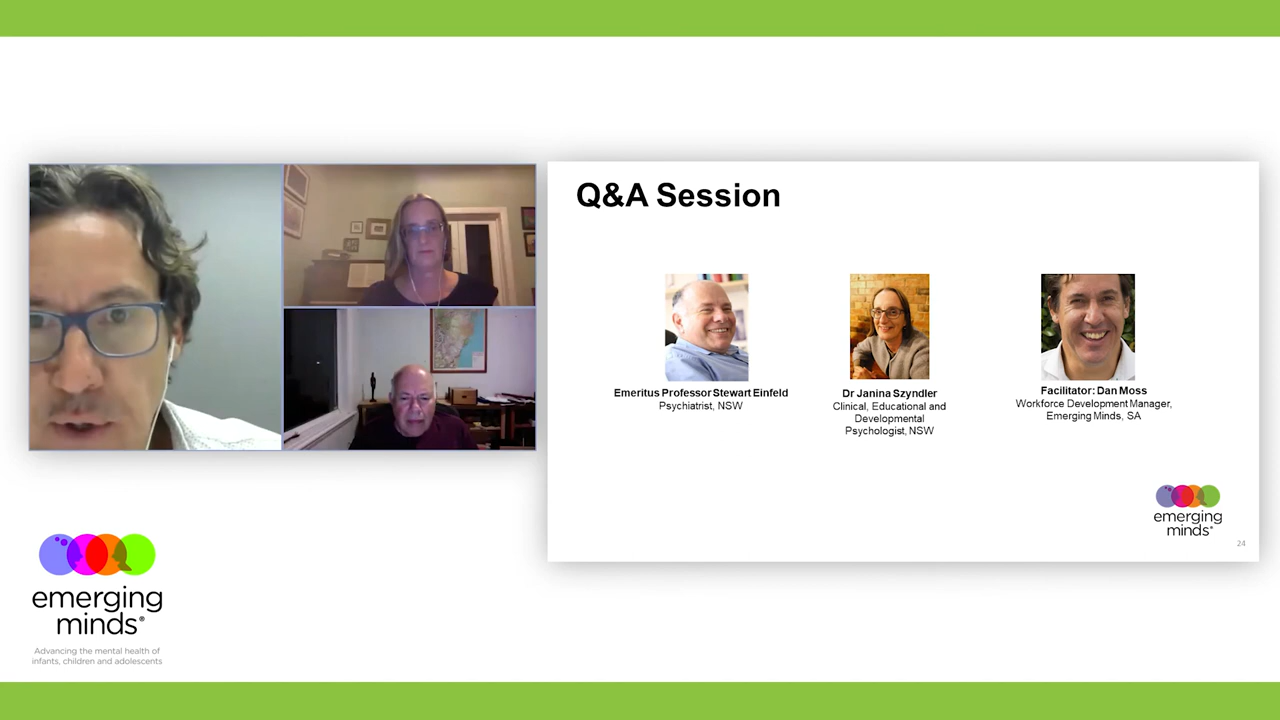 Q&A Session
Emeritus Professor Stewart Einfeld
Psychiatrist, NSW
Dr Janina Szyndler
Clinical, Educational and
Developmental
Psychologist, NSW
Facilitator: Dan Moss
Workforce Development Manager,
Emerging Minds, SA
emerging
minds®
24
emerging
minds®
Advancing the mental health of
infants, children and adolescents